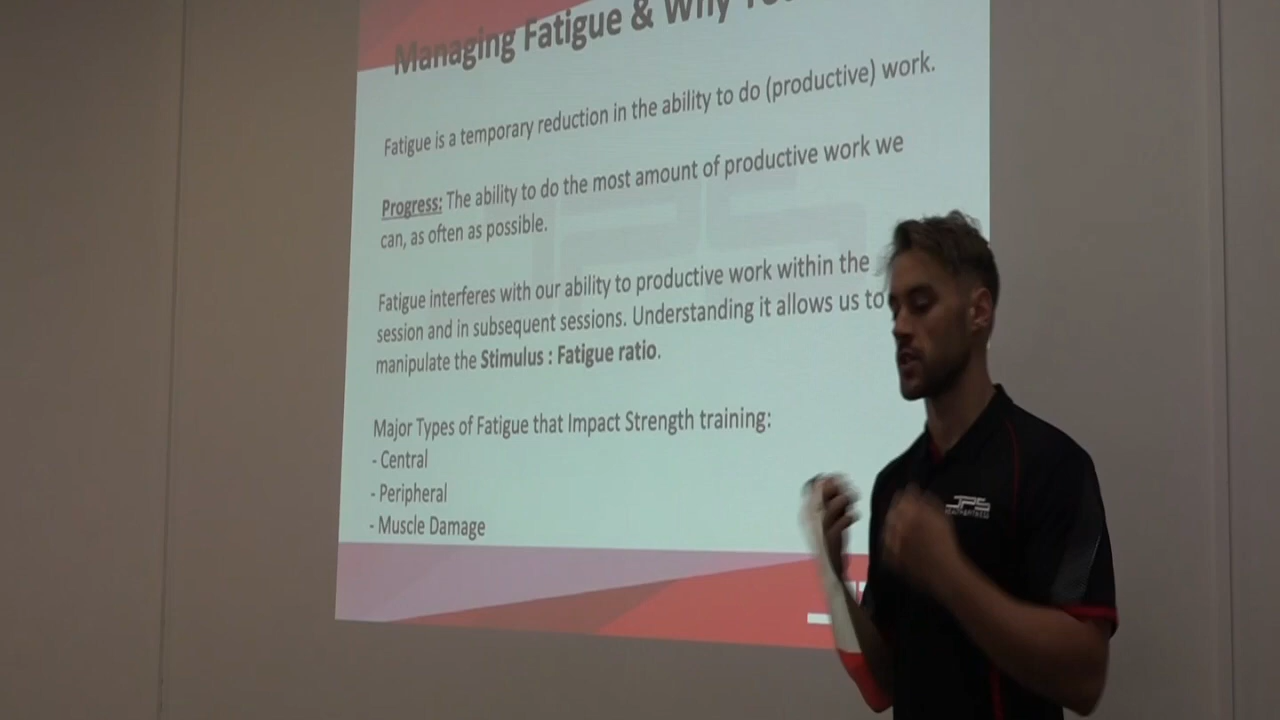 Managing Fatigue & Why
Fatigue is a temporary reduction in the ability to do (productive) work.
Progress: The ability to do the most amount of productive work we
can, as often as possible.
Fatigue interferes with our ability to productive work within the
session and in subsequent sessions. Understanding it allows us to
manipulate the Stimulus : Fatigue ratio.
Major Types of Fatigue that Impact Strength training:
- Central
- Peripheral
- Muscle Damage
JPS
HEALTH&FITNESS